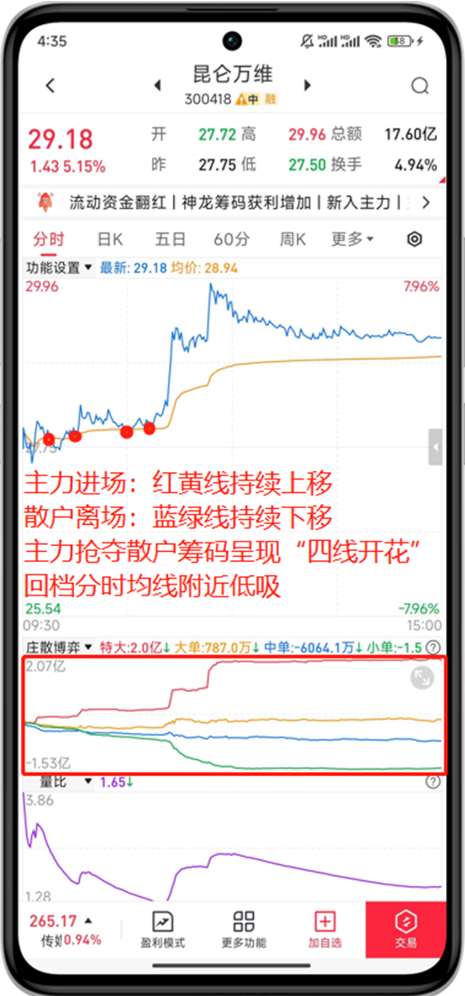 4:35
HD HD 48
昆仑万维
300418 中 融
29.18 开 27.72 高 29.96 总额 17.60亿
1.43 5.15% 昨 27.75 低 27.50 换手 4.94%
流动资金翻红 | 神龙筹码获利增加 | 新入主力 |
分时 日K 五日 60分 周K 更多
功能设置 最新: 29.18 均价: 28.94
29.96 7.96%
27.75
主力进场：红黄线持续上移
散户离场：蓝绿线持续下移
主力抢夺散户筹码呈现“四线开花”
回档分时均线附近低吸
25.54 -7.96%
09:30 15:00
庄散博弈 特大:2.0亿↓ 大单:787.0万↓ 中单:-6064.1万↓ 小单:-1.5 ?
2.07亿
-1.53亿
量比 1.65↓ ?
3.86
1.28
265.17
传 0.94%
盈利模式 更多功能 加自选 交易